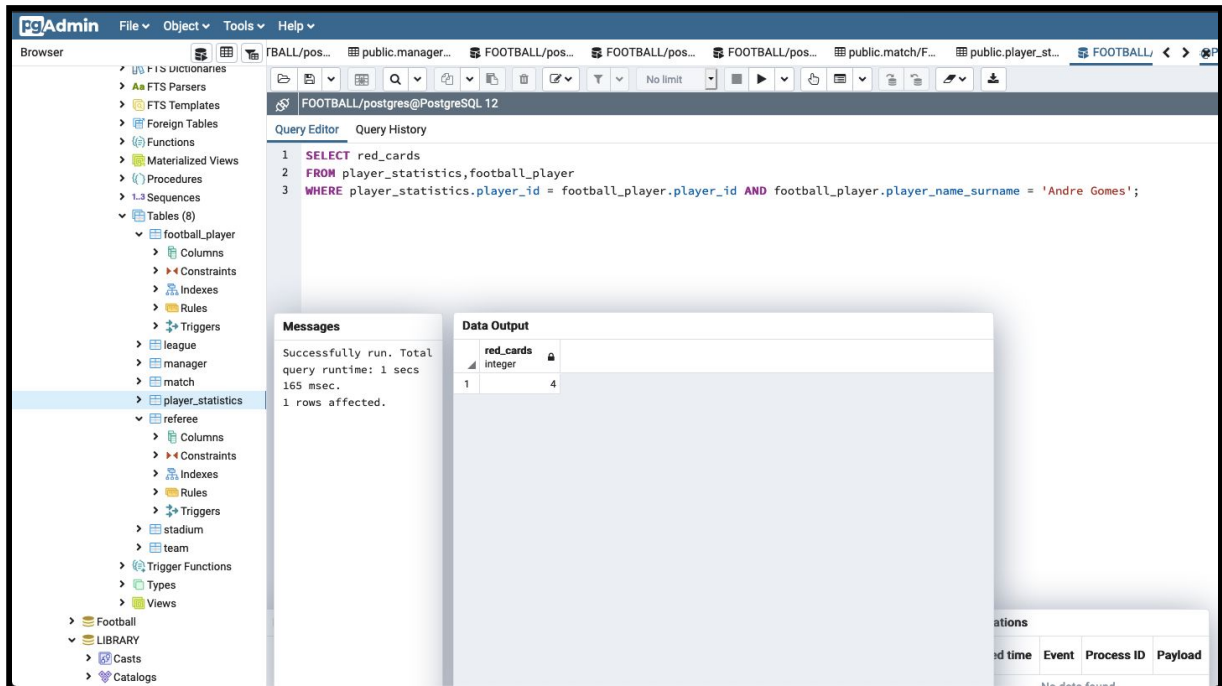 pgAdmin File Object Tools Help
Browser
FBALL/pos... public.manager... FOOTBALL/pos... FOOTBALL/pos... FOOTBALL/pos... public.match/F... public.player_st... FOOTBALL/
No limit
FOOTBALL/postgres@PostgreSQL 12
Query Editor Query History
1 SELECT red_cards
2 FROM player_statistics,football_player
3 WHERE player_statistics.player_id = football_player.player_id AND football_player.player_name_surname = 'Andre Gomes';
FTS Dictionaries
Aa FTS Parsers
FTS Templates
Foreign Tables
Functions
Materialized Views
Procedures
1..3 Sequences
Tables (8)
football_player
Columns
Constraints
Indexes
Rules
Triggers
league
manager
match
player_statistics
referee
Columns
Constraints
Indexes
Rules
Triggers
stadium
team
Trigger Functions
Types
Views
Football
LIBRARY
Casts
Catalogs
Messages
Successfully run. Total
query runtime: 1 secs
165 msec.
1 rows affected.
Data Output
red_cards
integer
1 4
ations
ed time Event Process ID Payload